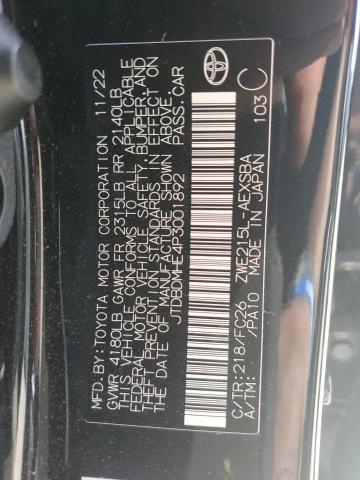 MFD.BY:TOYOTA MOTOR CORPORATION 11/22
GVWR 4180LB GAWR FR 2315LB RR 2140LB
THIS VEHICLE CONFORMS TO ALL APPLICABLE
FEDERAL MOTOR VEHICLE SAFETY, BUMPER AND
THEFT PREVENTION STANDARDS IN EFFECT ON
THE DATE OF MANUFACTURE SHOWN ABOVE
JTDBDMHE4P3001892 PASS.CAR
C/TR:218/FC26 ZWE215L-AEXSBA
A/TM: /PA10 MADE IN JAPAN 103
C
TOYOTA